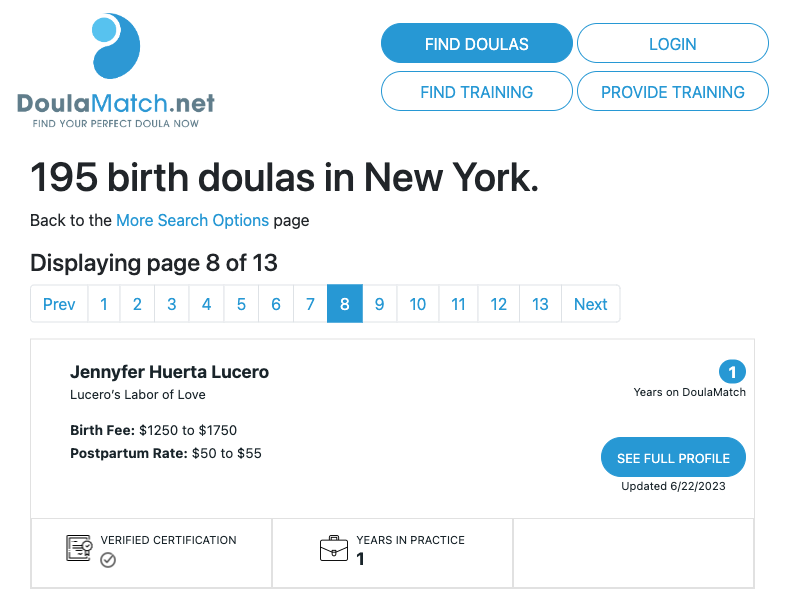 DoulaMatch.net
FIND YOUR PERFECT DOULA NOW
FIND DOULAS
LOGIN
FIND TRAINING
PROVIDE TRAINING
195 birth doulas in New York.
Back to the More Search Options page
Displaying page 8 of 13
Prev 1 2 3 4 5 6 7 8 9 10 11 12 13 Next
Jennyfer Huerta Lucero
Lucero's Labor of Love
Birth Fee: $1250 to $1750
Postpartum Rate: $50 to $55
1
Years on DoulaMatch
SEE FULL PROFILE
Updated 6/22/2023
VERIFIED CERTIFICATION
YEARS IN PRACTICE
1